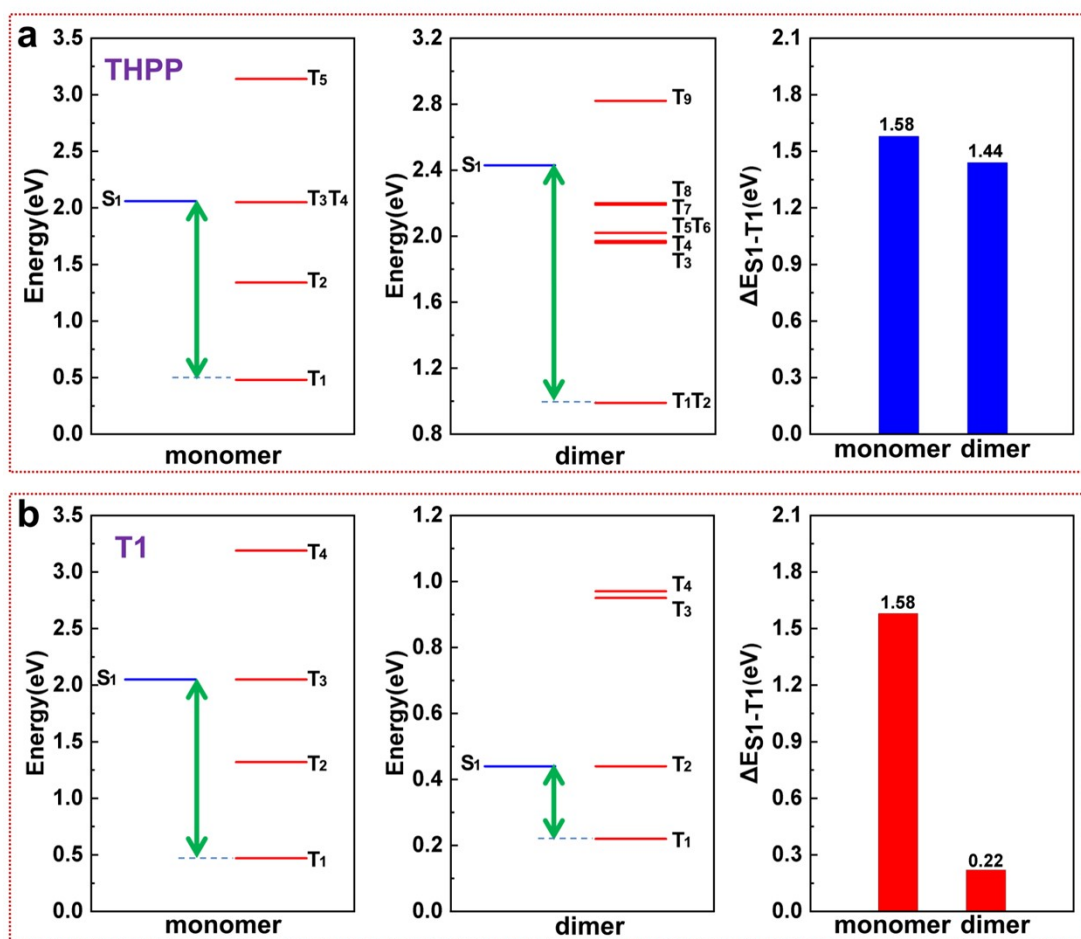 a
THPP
Energy(eV)
3.5
3.0
2.5
2.0
1.5
1.0
0.5
0.0
S1
T5
T3T4
T2
T1
monomer
Energy(eV)
3.2
2.8
2.4
2.0
1.6
1.2
0.8
S1
T9
T8
T7
T5T6
T4
T3
T1T2
dimer
ΔES1-T1(eV)
2.1
1.8
1.5
1.2
0.9
0.6
0.3
0.0
1.58
1.44
monomer dimer
b
T1
Energy(eV)
3.5
3.0
2.5
2.0
1.5
1.0
0.5
0.0
S1
T4
T3
T2
T1
monomer
Energy(eV)
1.2
1.0
0.8
0.6
0.4
0.2
0.0
S1
T4
T3
T2
T1
dimer
ΔES1-T1(eV)
2.1
1.8
1.5
1.2
0.9
0.6
0.3
0.0
1.58
0.22
monomer dimer